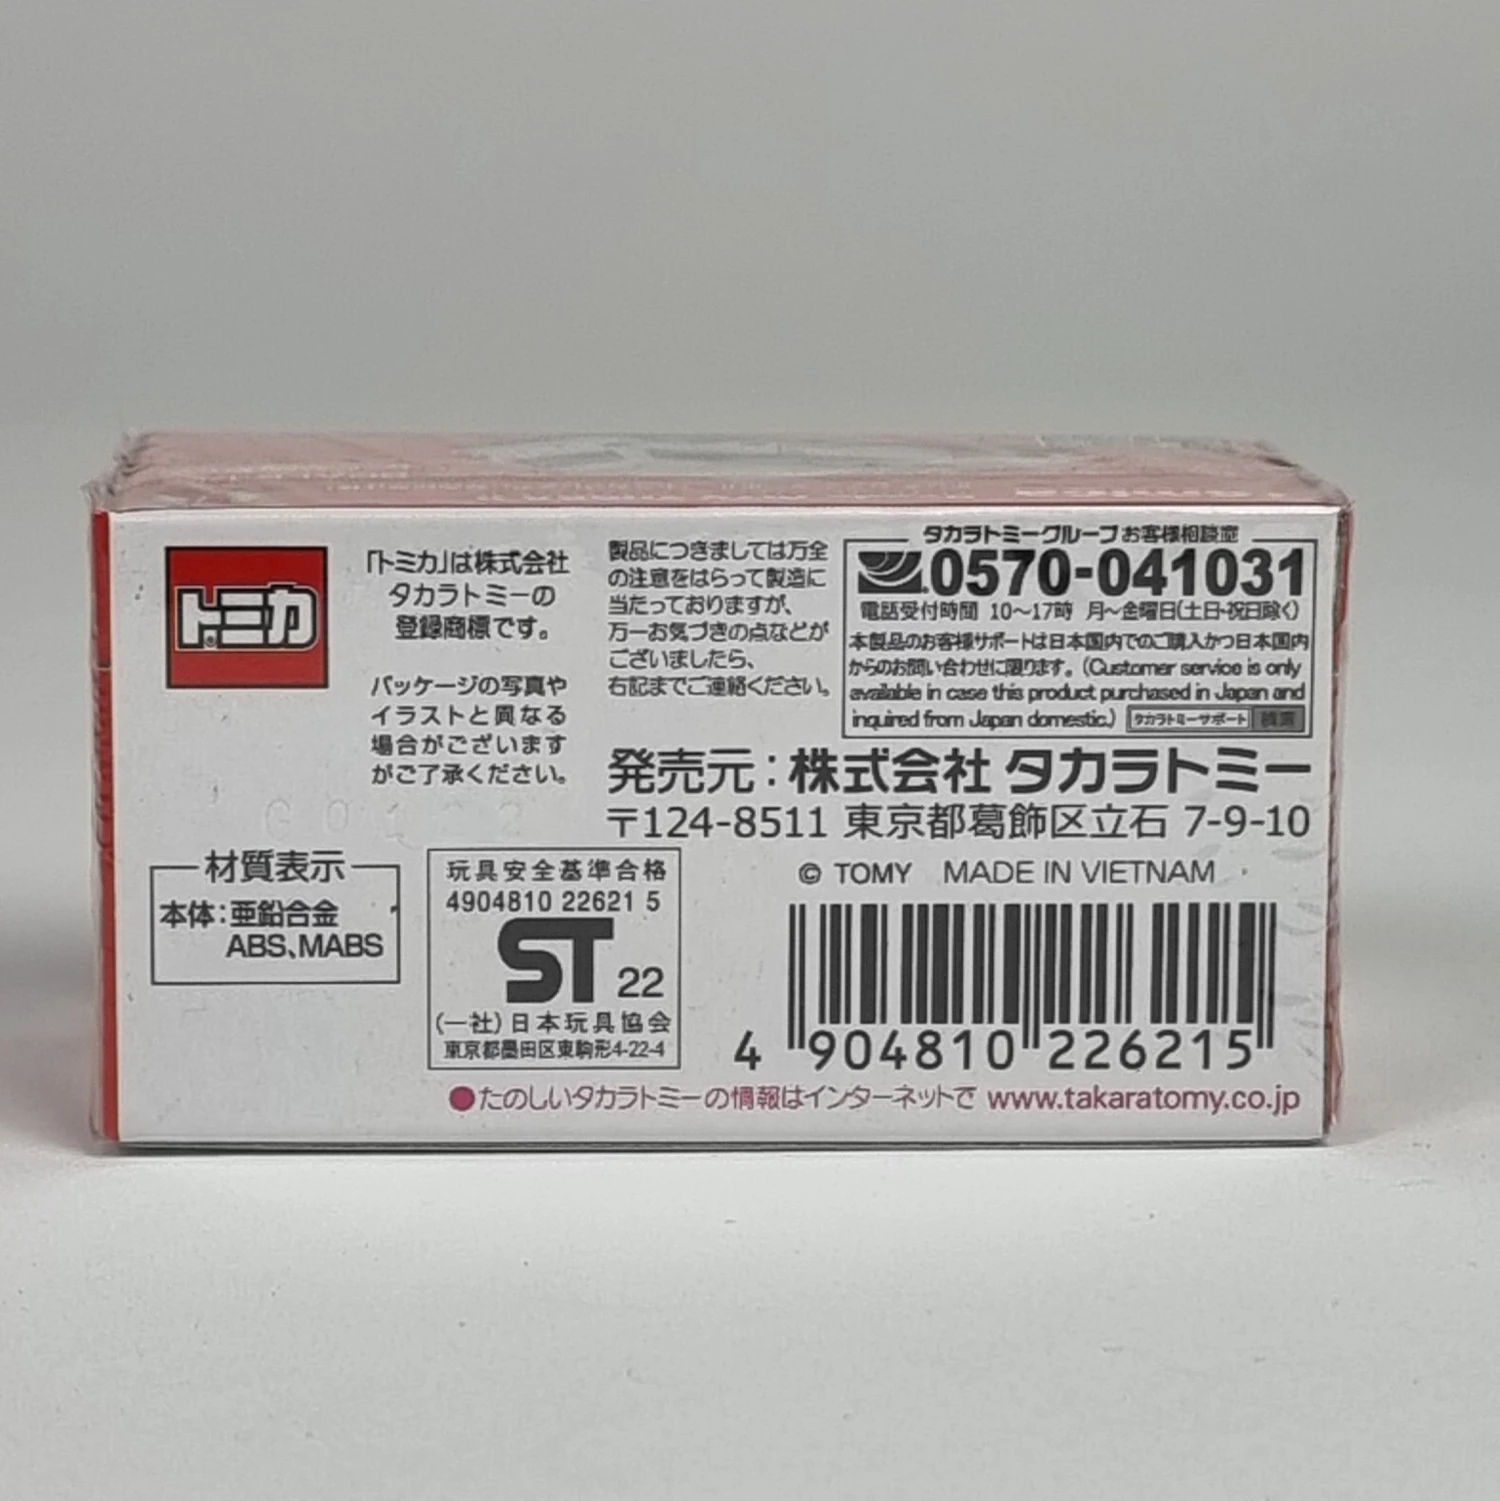 トミカ
「トミカ」は株式会社
タカラトミーの
登録商標です。
パッケージの写真や
イラストと異なる
場合がございます
がご了承ください。
製品につきましては万全
の注意をはらって製造に
当たっておりますが、
万一お気づきの点などが
ございましたら、
右記までご連絡ください。
タカラトミーグループお客様相談室
0570-041031
電話受付時間 10〜17時 月〜金曜日(土日・祝日除く)
本製品のお客様サポートは日本国内でのご購入かつ日本国内
からのお問い合わせに限ります。(Customer service is only
available in case this product purchased in Japan and
inquired from Japan domestic.) タカラトミーサポート 検索
発売元:株式会社 タカラトミー
〒124-8511 東京都葛飾区立石 7-9-10
材質表示
本体:亜鉛合金
ABS、MABS
玩具安全基準合格
4904810 22621 5
ST 22
(一社)日本玩具協会
東京都墨田区東駒形4-22-4
© TOMY MADE IN VIETNAM
4 904810 226215
●たのしいタカラトミーの情報はインターネットで www.takaratomy.co.jp